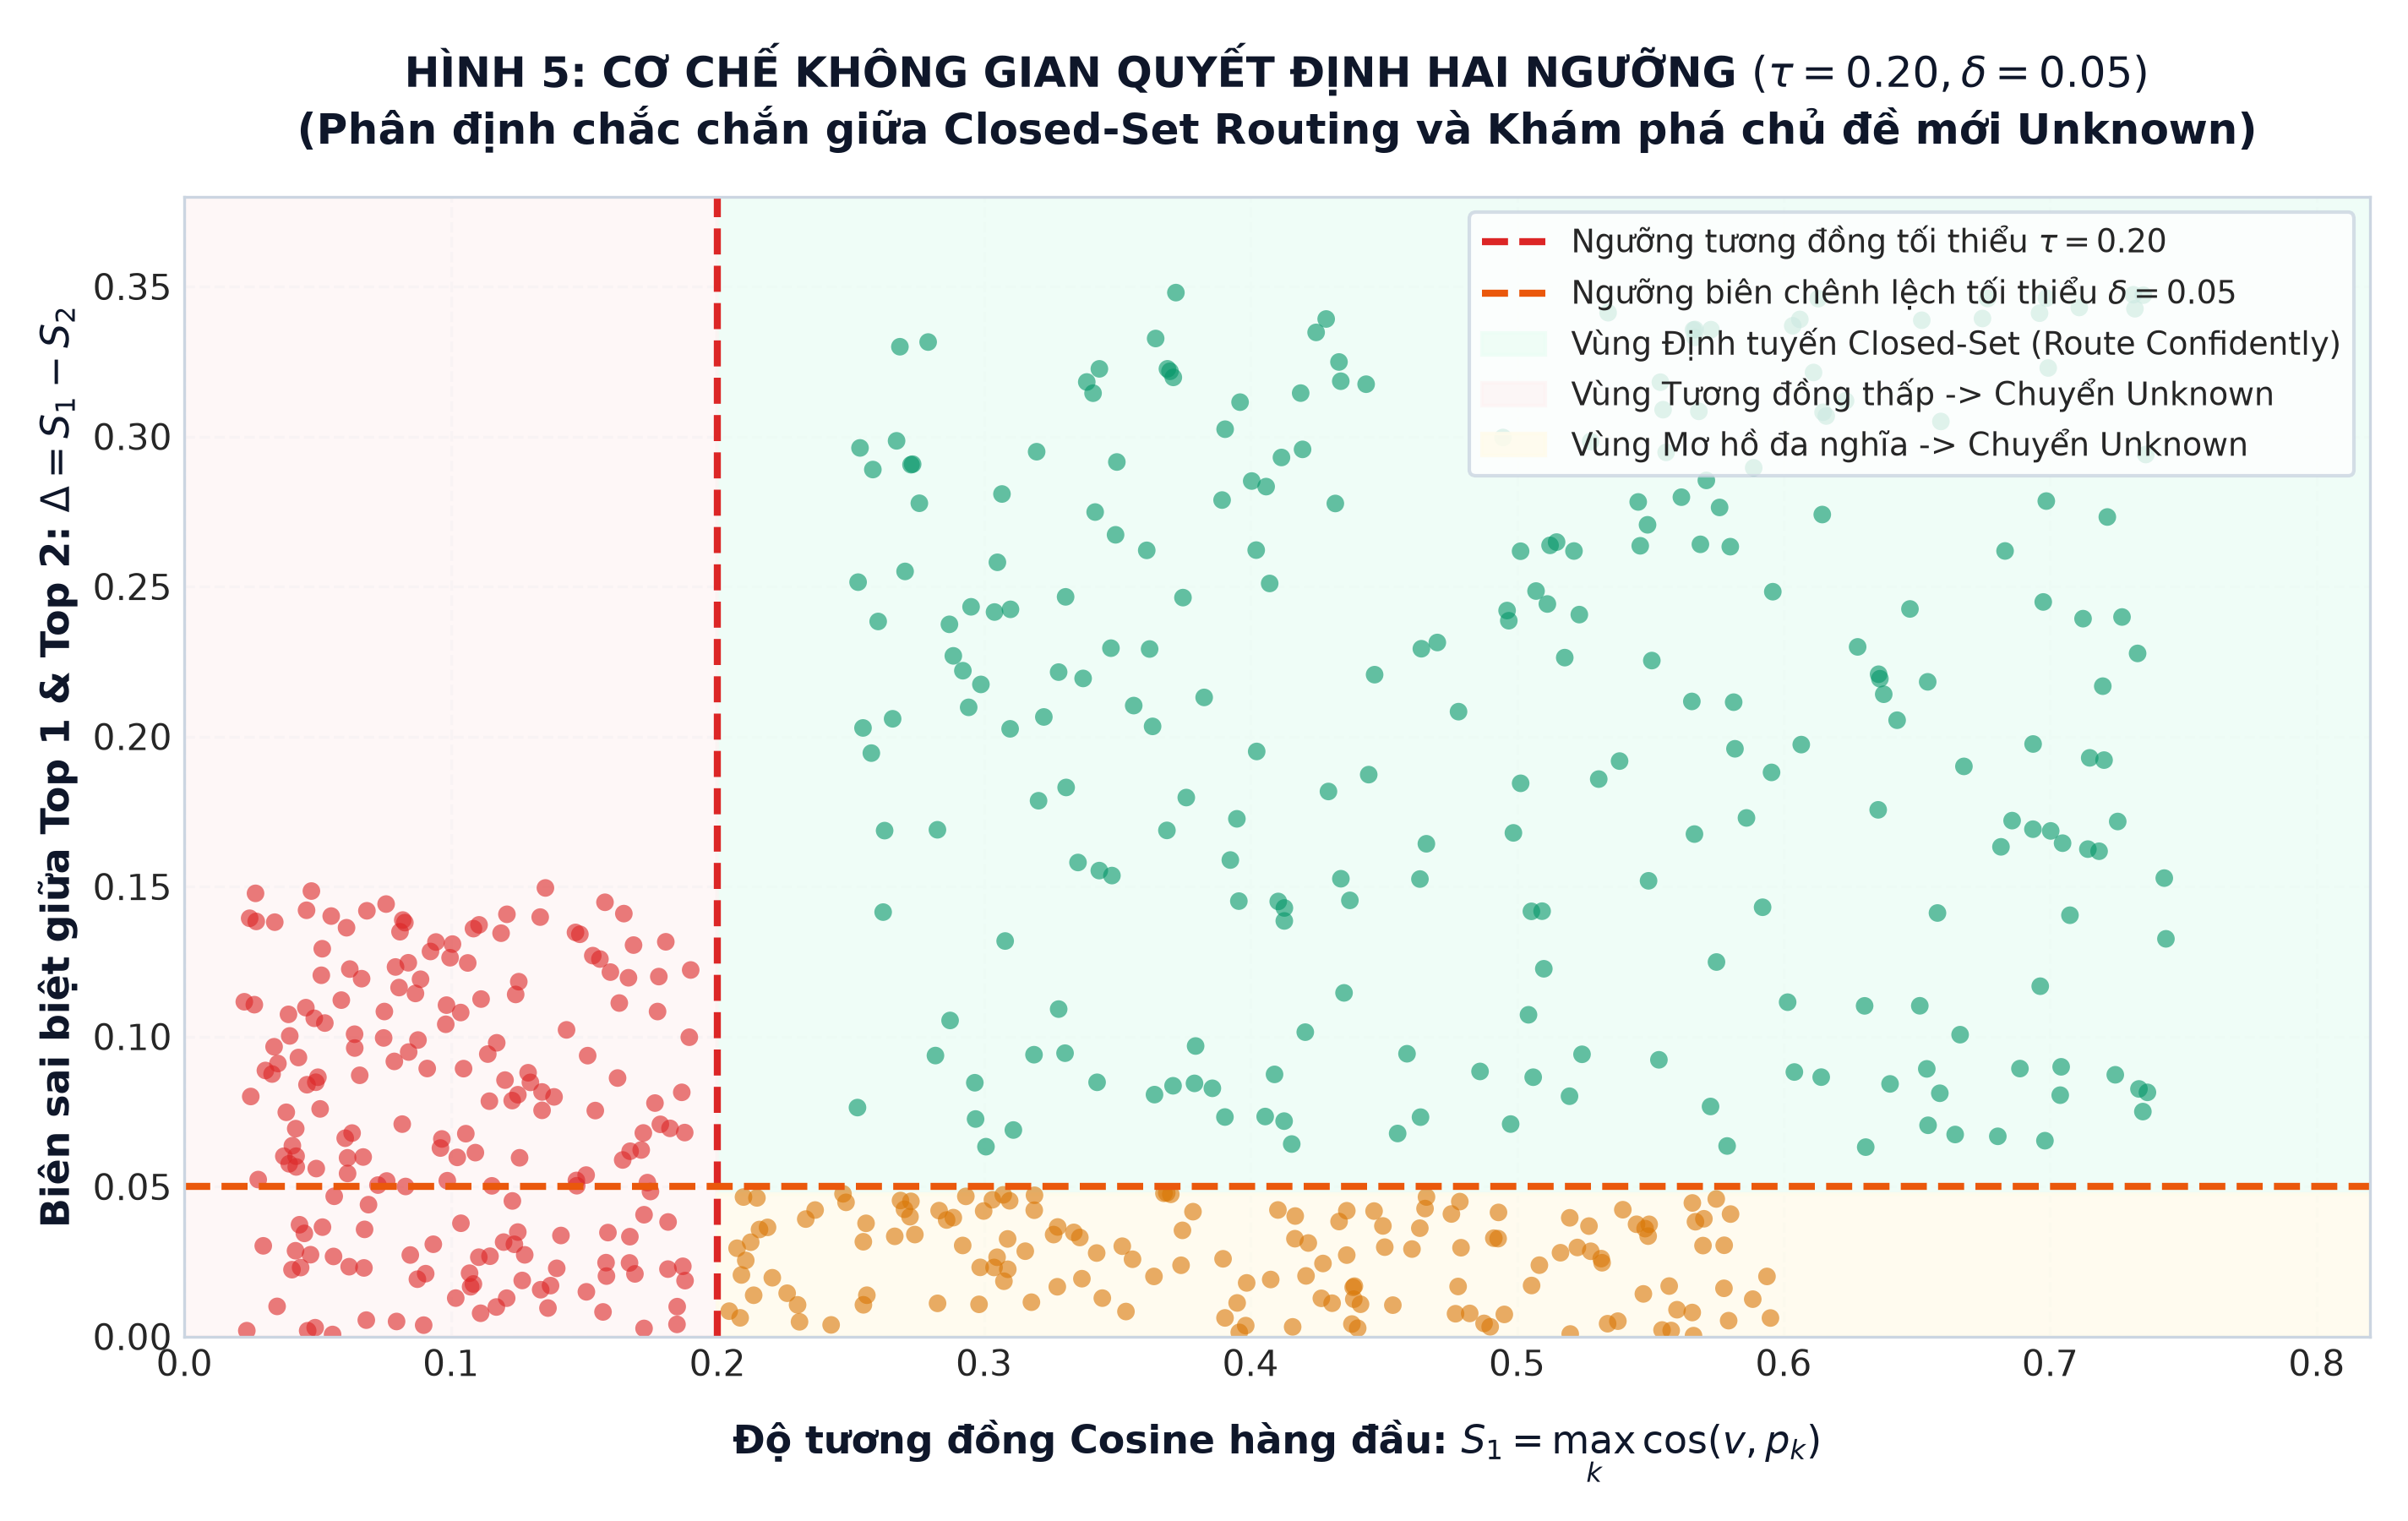 HÌNH 5: CƠ CHẾ KHÔNG GIAN QUYẾT ĐỊNH HAI NGƯỠNG (τ = 0.20, δ = 0.05)
(Phân định chắc chắn giữa Closed-Set Routing và Khám phá chủ đề mới Unknown)
Biên sai biệt giữa Top 1 & Top 2: Δ = S₁ − S₂
0.35
0.30
0.25
0.20
0.15
0.10
0.05
0.00
Ngưỡng tương đồng tối thiểu τ = 0.20
Ngưỡng biên chênh lệch tối thiểu δ = 0.05
Vùng Định tuyến Closed-Set (Route Confidently)
Vùng Tương đồng thấp -> Chuyển Unknown
Vùng Mơ hồ đa nghĩa -> Chuyển Unknown
0.0 0.1 0.2 0.3 0.4 0.5 0.6 0.7 0.8
Độ tương đồng Cosine hàng đầu: S₁ = max cos(v, pₖ)
k